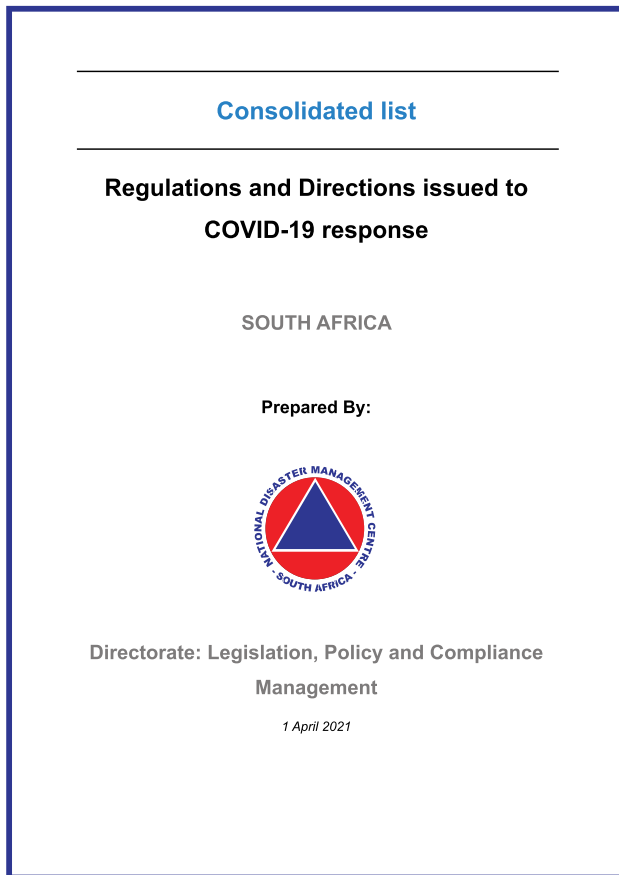 Consolidated list
Regulations and Directions issued to
COVID-19 response
SOUTH AFRICA
Prepared By:
NATIONAL DISASTER MANAGEMENT CENTRE
- SOUTH AFRICA -
Directorate: Legislation, Policy and Compliance
Management
1 April 2021